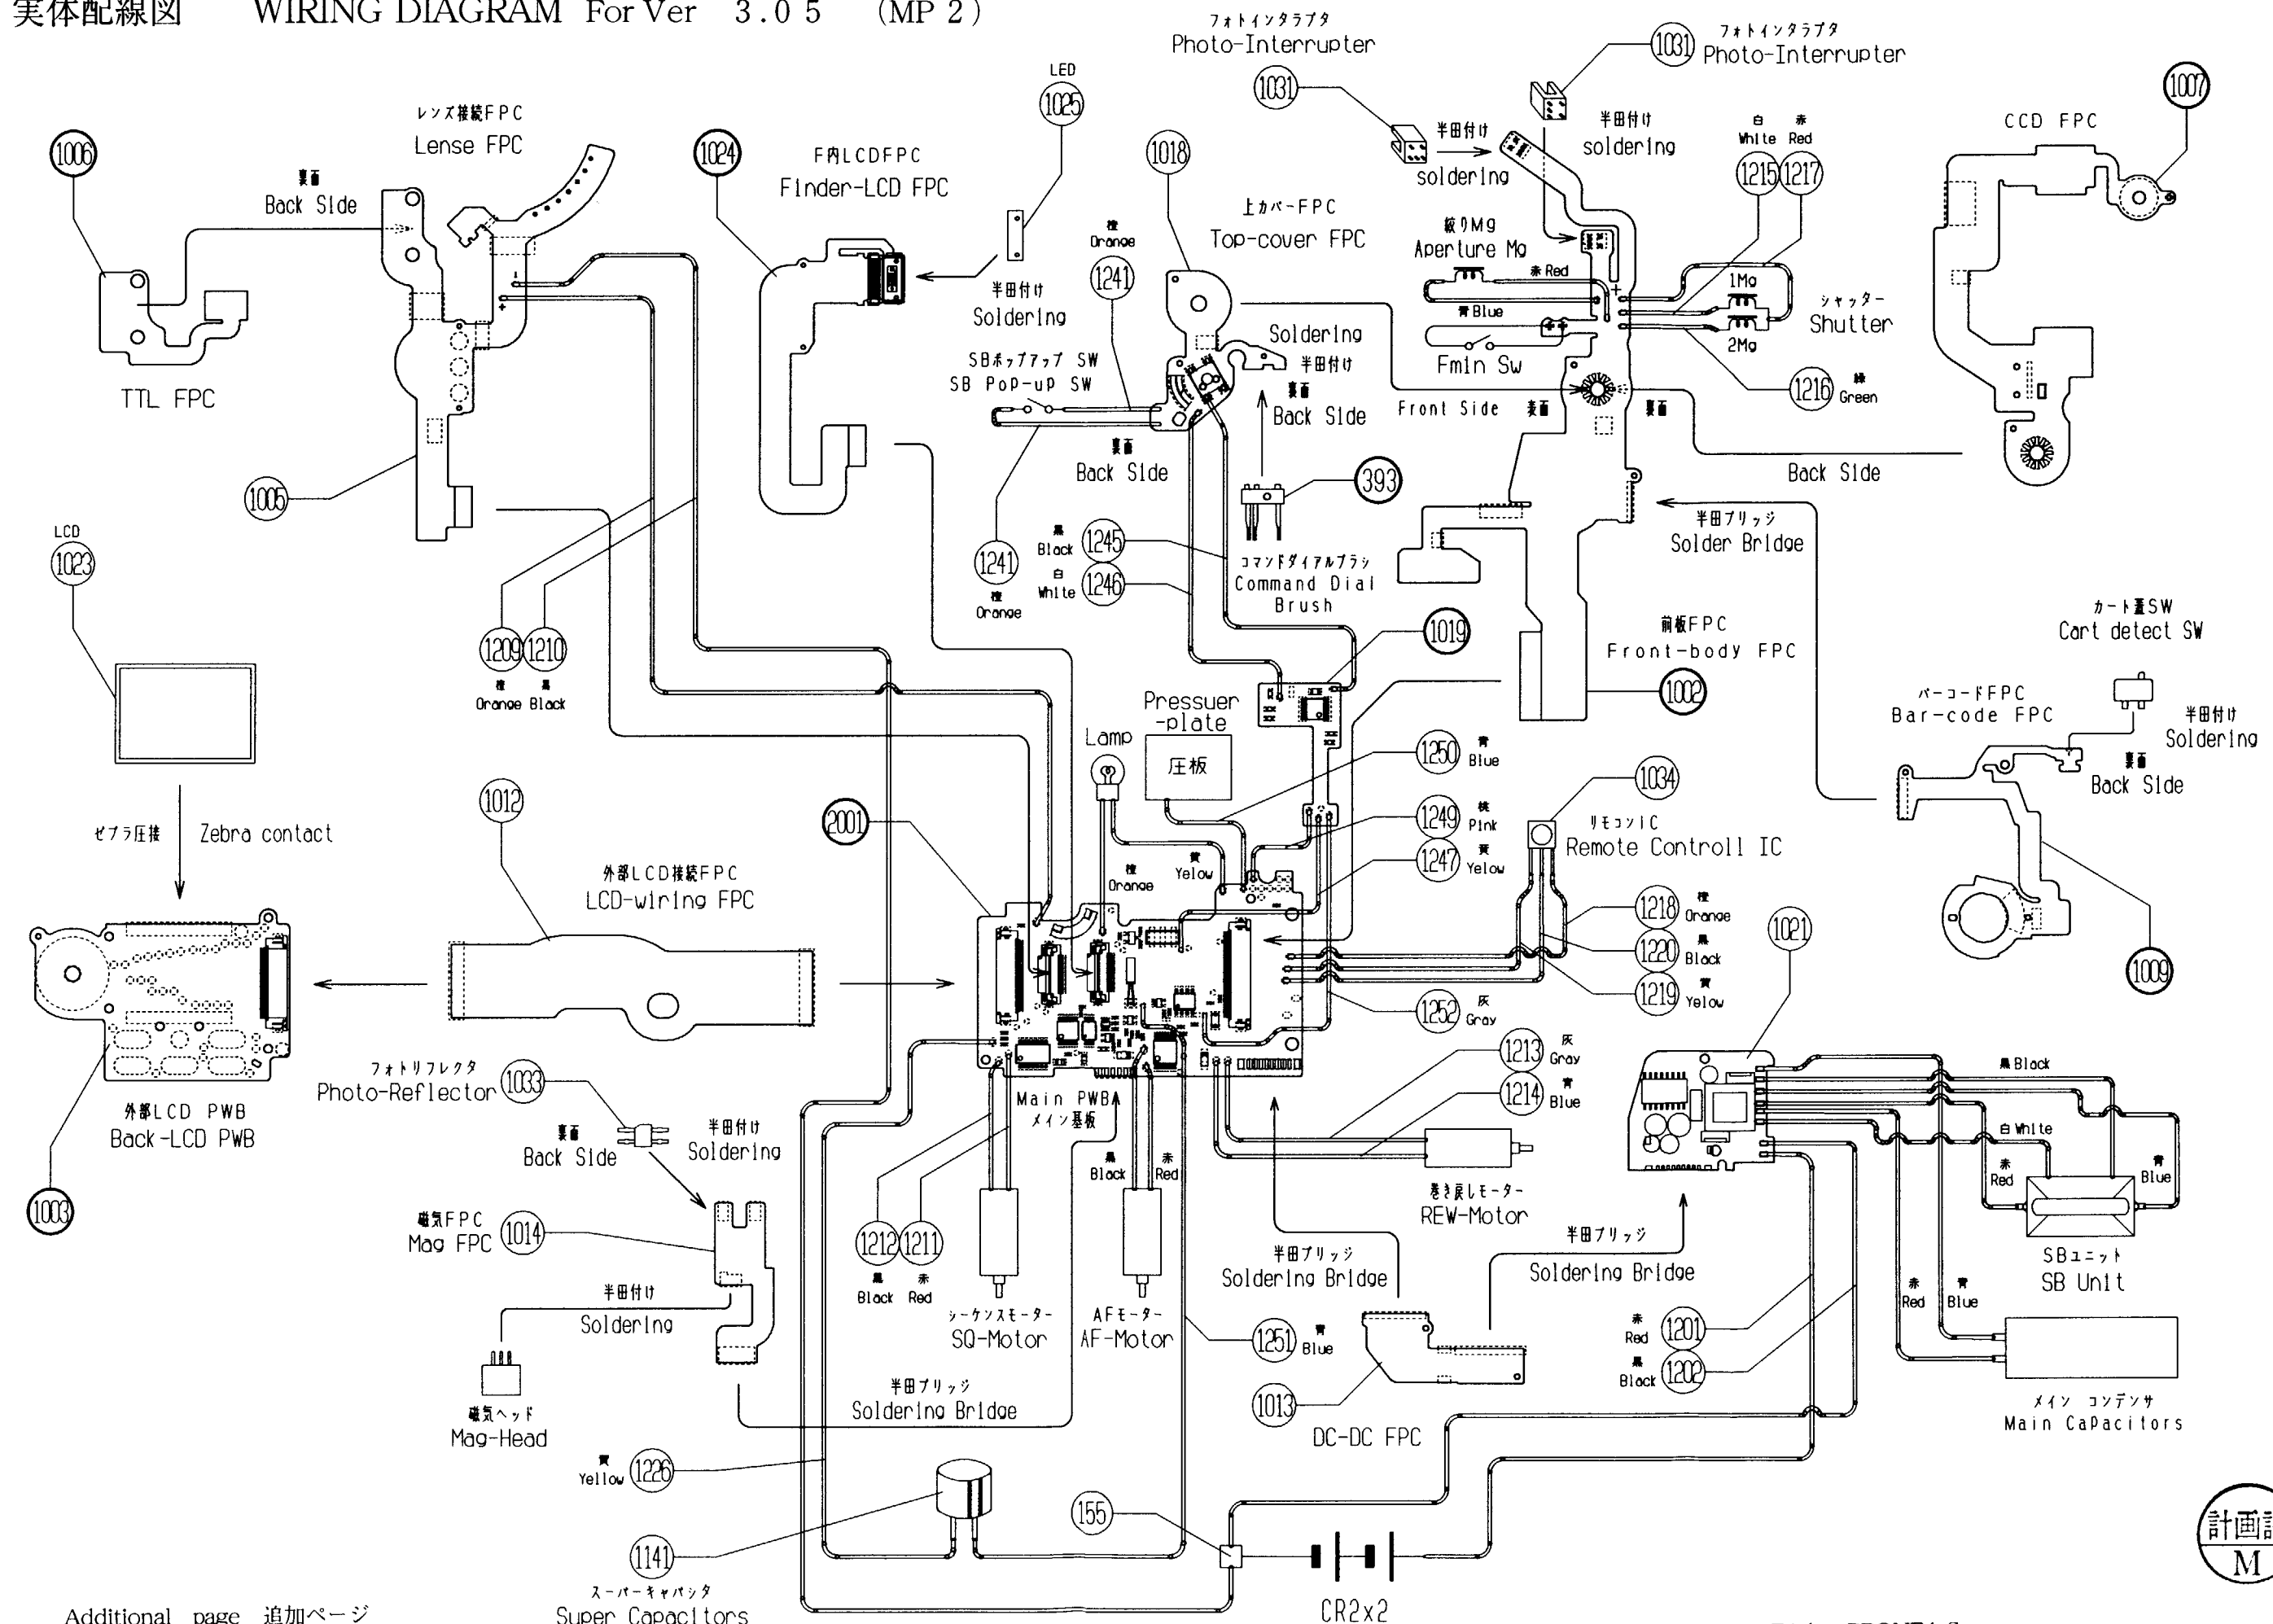 実体配線図 WIRING DIAGRAM For Ver 3.05 (MP2)
フォトインタラプタ
Photo-Interrupter
1031
フォトインタラプタ
1031 Photo-Interrupter
半田付け
soldering
半田付け
soldering
1006
裏面
Back Side
TTL FPC
レンズ接続FPC
Lense FPC
1005
1024
F内LCDFPC
Finder-LCD FPC
LED
1025
半田付け
Soldering
1018
上カバーFPC
Top-cover FPC
橙
Orange
1241
SBポップアップ SW
SB Pop-up SW
Soldering
半田付け
裏面
Back Side
裏面
Back Side
1241
橙
Orange
393
コマンドダイアルブラシ
Command Dial
Brush
黒
Black 1245
白
White 1246
絞りMg
Aperture Mg
赤 Red
青 Blue
Fmin Sw
白 赤
White Red
1215 1217
1Mg
2Mg
シャッター
Shutter
1216 緑
Green
Front Side 表面
裏面
Back Side
CCD FPC
1007
半田ブリッジ
Solder Bridge
前板FPC
Front-body FPC
1002
カート蓋SW
Cart detect SW
バーコードFPC
Bar-code FPC
半田付け
Soldering
裏面
Back Side
1009
LCD
1023
ゼブラ圧接 Zebra contact
1209 1210
橙 黒
Orange Black
1012
外部LCD接続FPC
LCD-wiring FPC
2001
Lamp
Pressuer
-plate
圧板
橙
Orange
黄
Yelow
1019
1250 青
Blue
1249 桃
Pink
1247 黄
Yelow
1034
リモコンIC
Remote Controll IC
1218 橙
Orange
1220 黒
Black
1219 黄
Yelow
1252 灰
Gray
1213 灰
Gray
1214 青
Blue
巻き戻しモーター
REW-Motor
外部LCD PWB
Back-LCD PWB
1003
フォトリフレクタ
Photo-Reflector 1033
裏面
Back Side
半田付け
Soldering
磁気FPC
Mag FPC 1014
半田付け
Soldering
磁気ヘッド
Mag-Head
Main PWBA
メイン基板
1212 1211
黒 赤
Black Red
シーケンスモーター
SQ-Motor
黒
Black
赤
Red
AFモーター
AF-Motor
半田ブリッジ
Soldering Bridge
1251 青
Blue
半田ブリッジ
Soldering Bridge
半田ブリッジ
Soldering Bridge
1013
DC-DC FPC
1021
黒 Black
白 White
赤
Red
青
Blue
SBユニット
SB Unit
赤
Red
青
Blue
赤
Red 1201
黒
Black 1202
メイン コンデンサ
Main Capacitors
黄
Yellow 1226
1141
スーパーキャパシタ
Super Capacitors
155
CR2x2
計画
M
Additional page 追加ページ